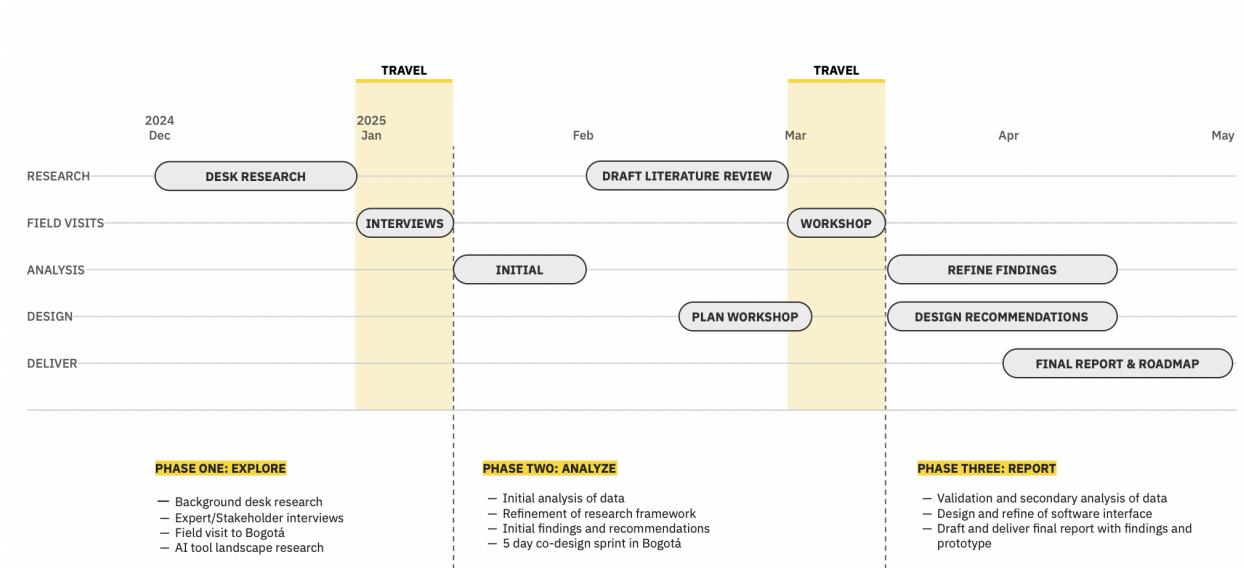 TRAVEL
TRAVEL
2024
Dec
2025
Jan
Feb
Mar
Apr
May
RESEARCH
DESK RESEARCH
DRAFT LITERATURE REVIEW
FIELD VISITS
INTERVIEWS
WORKSHOP
ANALYSIS
INITIAL
REFINE FINDINGS
DESIGN
PLAN WORKSHOP
DESIGN RECOMMENDATIONS
DELIVER
FINAL REPORT & ROADMAP
PHASE ONE: EXPLORE
— Background desk research
— Expert/Stakeholder interviews
— Field visit to Bogotá
— AI tool landscape research
PHASE TWO: ANALYZE
— Initial analysis of data
— Refinement of research framework
— Initial findings and recommendations
— 5 day co-design sprint in Bogotá
PHASE THREE: REPORT
— Validation and secondary analysis of data
— Design and refine of software interface
— Draft and deliver final report with findings and
prototype